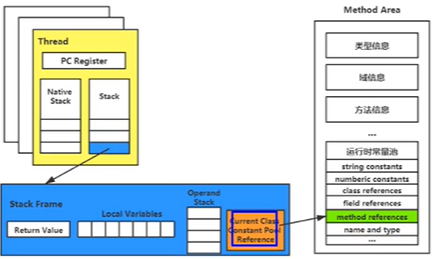 Method Area
Thread
PC Register
Native
Stack
Stack
类型信息
域信息
方法信息
...
运行时常量池
string constants
numberic constants
class references
field references
method references
name and type
...
Stack Frame
Return Value
Local Variables
Operand
Stack
Current Class
Constant Pool
Reference